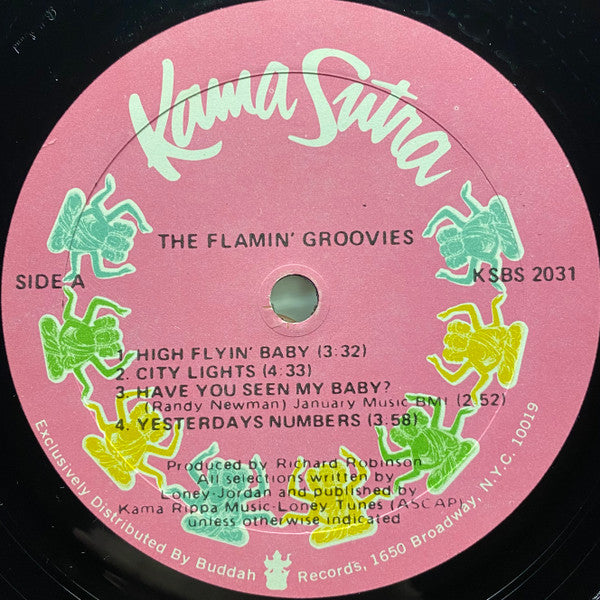 Kama Sutra
THE FLAMIN' GROOVIES
SIDE A
KSBS 2031
1. HIGH FLYIN' BABY (3:32)
2. CITY LIGHTS (4:33)
3. HAVE YOU SEEN MY BABY?
(Randy Newman) January Music BMI (2:52)
4. YESTERDAYS NUMBERS (3:58)
Produced by Richard Robinson
All selections written by
Loney-Jordan and published by
Kama Rippa Music-Loney Tunes (ASCAP)
unless otherwise indicated
Exclusively Distributed By Buddah Records, 1650 Broadway, N.Y.C. 10019